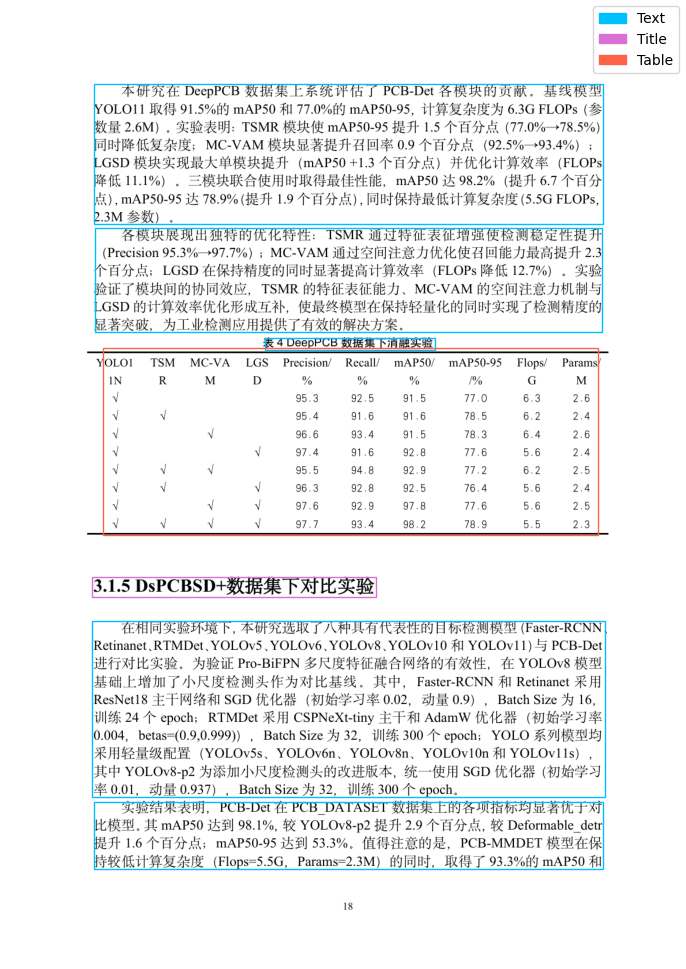 Text
Title
Table
本研究在 DeepPCB 数据集上系统评估了 PCB-Det 各模块的贡献。基线模型
YOLO11 取得 91.5%的 mAP50 和 77.0%的 mAP50-95，计算复杂度为 6.3G FLOPs（参
数量 2.6M）。实验表明：TSMR 模块使 mAP50-95 提升 1.5 个百分点（77.0%→78.5%）
同时降低复杂度；MC-VAM 模块显著提升召回率 0.9 个百分点（92.5%→93.4%）；
LGSD 模块实现最大单模块提升（mAP50 +1.3 个百分点）并优化计算效率（FLOPs
降低 11.1%）。三模块联合使用时取得最佳性能，mAP50 达 98.2%（提升 6.7 个百分
点），mAP50-95 达 78.9%（提升 1.9 个百分点），同时保持最低计算复杂度（5.5G FLOPS，
2.3M 参数）。
各模块展现出独特的优化特性：TSMR 通过特征表征增强使检测稳定性提升
（Precision 95.3%→97.7%）；MC-VAM 通过空间注意力优化使召回能力最高提升 2.3
个百分点；LGSD 在保持精度的同时显著提高计算效率（FLOPs 降低 12.7%）。实验
验证了模块间的协同效应，TSMR 的特征表征能力、MC-VAM 的空间注意力机制与
LGSD 的计算效率优化形成互补，使最终模型在保持轻量化的同时实现了检测精度的
显著突破，为工业检测应用提供了有效的解决方案。
表 4 DeepPCB 数据集下消融实验
YOLO1 TSM MC-VA LGS Precision/ Recall/ mAP50/ mAP50-95 Flops/ Params/
1N R M D % % % /% G M
√ 95.3 92.5 91.5 77.0 6.3 2.6
√ √ 95.4 91.6 91.6 78.5 6.2 2.4
√ √ 96.6 93.4 91.5 78.3 6.4 2.6
√ √ 97.4 91.6 92.8 77.6 5.6 2.4
√ √ √ 95.5 94.8 92.9 77.2 6.2 2.5
√ √ √ 96.3 92.8 92.5 76.4 5.6 2.4
√ √ √ 97.6 92.9 97.8 77.6 5.6 2.5
√ √ √ √ 97.7 93.4 98.2 78.9 5.5 2.3
3.1.5 DsPCBSD+数据集下对比实验
在相同实验环境下，本研究选取了八种具有代表性的目标检测模型（Faster-RCNN、
Retinanet、RTMDet、YOLOv5、YOLOv6、YOLOv8、YOLOv10 和 YOLOv11）与 PCB-Det
进行对比实验。为验证 Pro-BiFPN 多尺度特征融合网络的有效性，在 YOLOv8 模型
基础上增加了小尺度检测头作为对比基线。其中，Faster-RCNN 和 Retinanet 采用
ResNet18 主干网络和 SGD 优化器（初始学习率 0.02，动量 0.9），Batch Size 为 16，
训练 24 个 epoch；RTMDet 采用 CSPNeXt-tiny 主干和 AdamW 优化器（初始学习率
0.004，betas=(0.9,0.999)），Batch Size 为 32，训练 300 个 epoch；YOLO 系列模型均
采用轻量级配置（YOLOv5s、YOLOv6n、YOLOv8n、YOLOv10n 和 YOLOv11s），
其中 YOLOv8-p2 为添加小尺度检测头的改进版本，统一使用 SGD 优化器（初始学习
率 0.01，动量 0.937），Batch Size 为 32，训练 300 个 epoch。
实验结果表明，PCB-Det 在 PCB_DATASET 数据集上的各项指标均显著优于对
比模型。其 mAP50 达到 98.1%，较 YOLOv8-p2 提升 2.9 个百分点，较 Deformable_detr
提升 1.6 个百分点；mAP50-95 达到 53.3%。值得注意的是，PCB-MMDET 模型在保
持较低计算复杂度（Flops=5.5G，Params=2.3M）的同时，取得了 93.3%的 mAP50 和
18